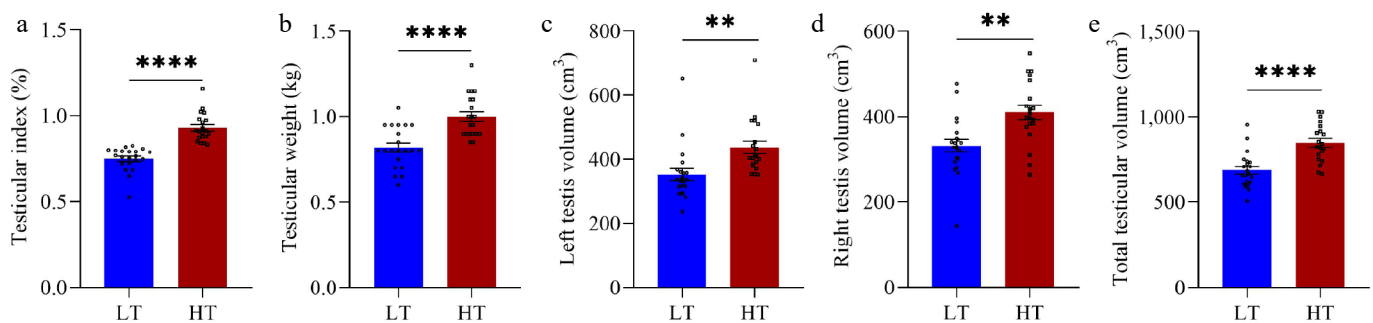 a
Testicular index (%)
1.5
1.0
0.5
0.0
****
LT HT
b
Testicular weight (kg)
1.5
1.0
0.5
0.0
****
LT HT
c
Left testis volume (cm³)
800
600
400
200
0
**
LT HT
d
Right testis volume (cm³)
600
400
200
0
**
LT HT
e
Total testicular volume (cm³)
1,500
1,000
500
0
****
LT HT